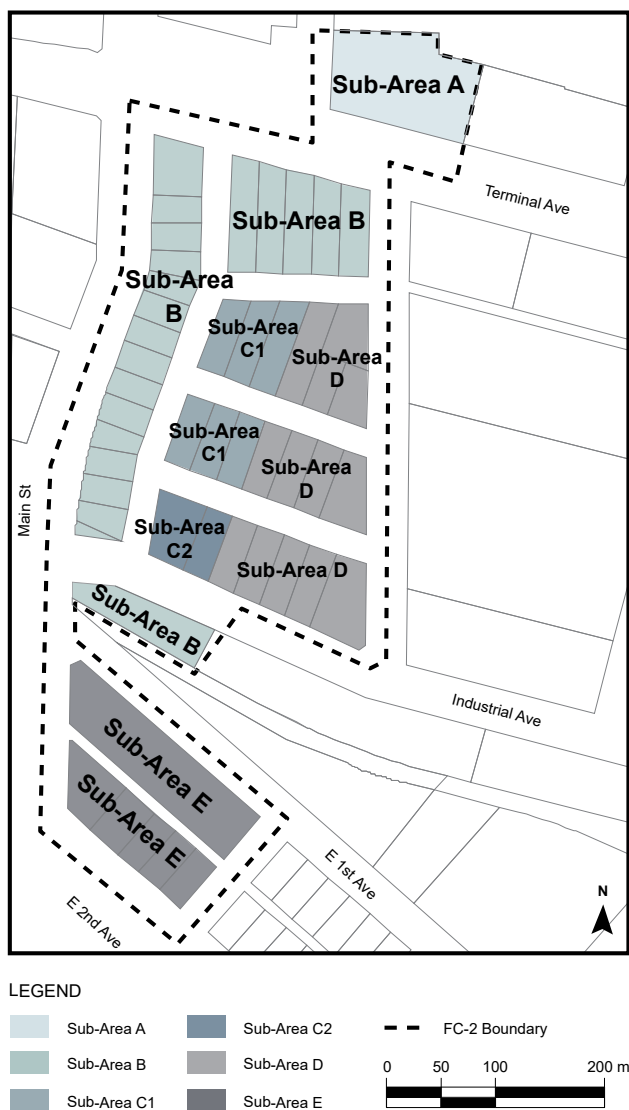 Sub-Area A
Terminal Ave
Sub-Area B
Sub-Area
B
Sub-Area
C1
Sub-Area
D
Sub-Area
C1
Sub-Area
D
Main St
Sub-Area
C2
Sub-Area D
Sub-Area B
Industrial Ave
Sub-Area E
Sub-Area E
E 1st Ave
E 2nd Ave
N
LEGEND
Sub-Area A
Sub-Area C2
FC-2 Boundary
Sub-Area B
Sub-Area D
0 50 100 200 m
Sub-Area C1
Sub-Area E